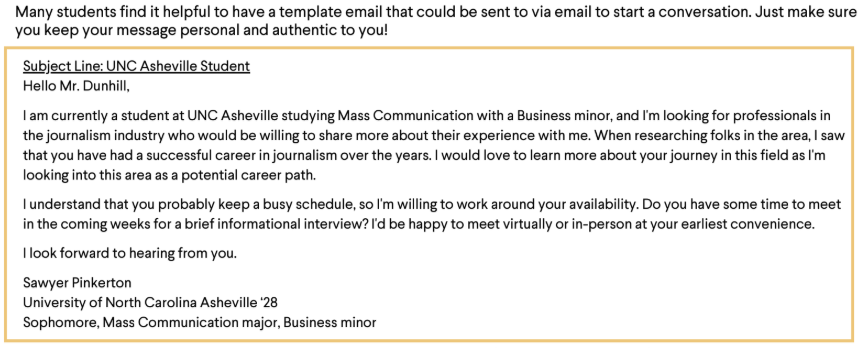 Many students find it helpful to have a template email that could be sent to via email to start a conversation. Just make sure
you keep your message personal and authentic to you!
Subject Line: UNC Asheville Student
Hello Mr. Dunhill,
I am currently a student at UNC Asheville studying Mass Communication with a Business minor, and I'm looking for professionals in
the journalism industry who would be willing to share more about their experience with me. When researching folks in the area, I saw
that you have had a successful career in journalism over the years. I would love to learn more about your journey in this field as I'm
looking into this area as a potential career path.
I understand that you probably keep a busy schedule, so I'm willing to work around your availability. Do you have some time to meet
in the coming weeks for a brief informational interview? I'd be happy to meet virtually or in-person at your earliest convenience.
I look forward to hearing from you.
Sawyer Pinkerton
University of North Carolina Asheville '28
Sophomore, Mass Communication major, Business minor